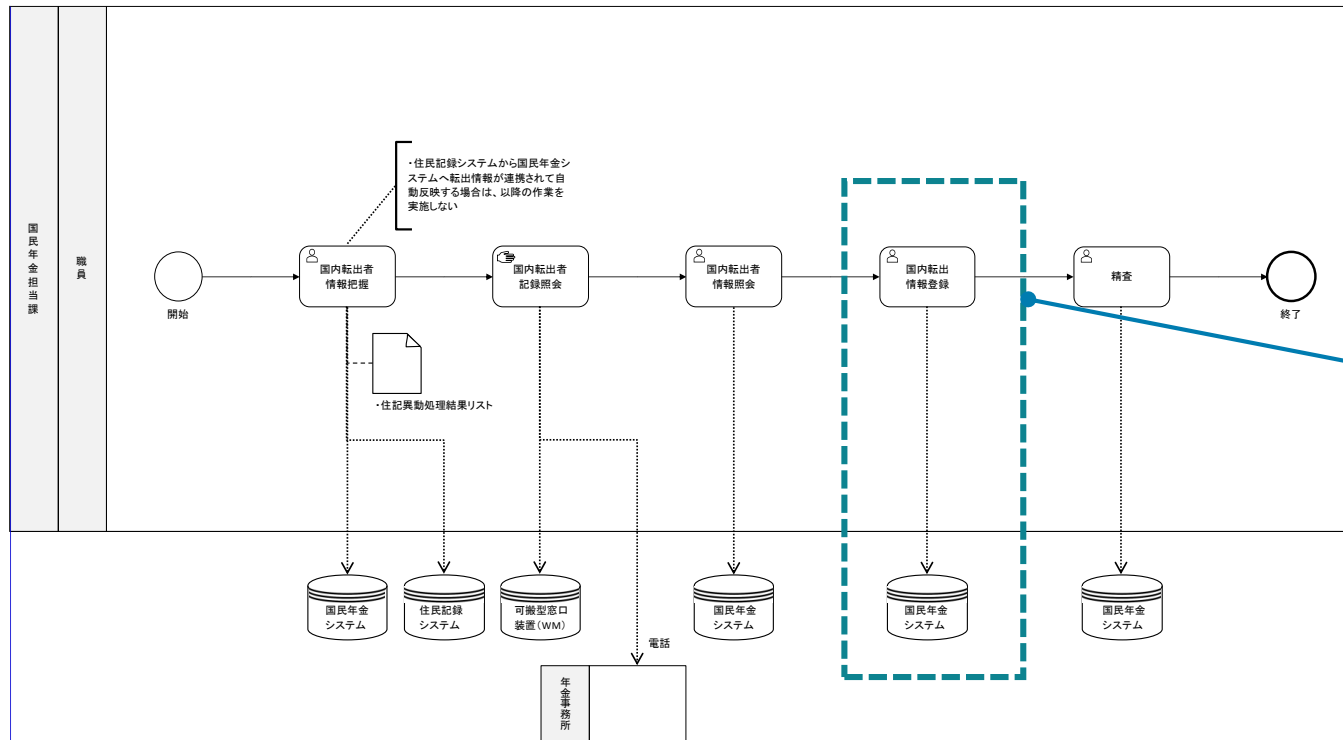 国民年金担当課
職員
・住民記録システムから国民年金シ
ステムへ転出情報が連携されて自
動反映する場合は、以降の作業を
実施しない
開始
国内転出者
情報把握
国内転出者
記録照会
国内転出者
情報照会
国内転出
情報登録
精査
終了
・住記異動処理結果リスト
国民年金
システム
住民記録
システム
可搬型窓口
装置(WM)
国民年金
システム
国民年金
システム
国民年金
システム
電話
年金事務所